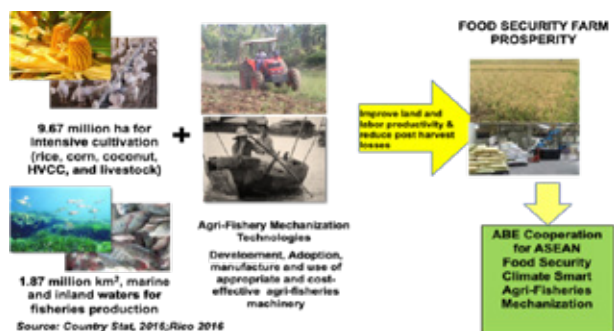 9.67 million ha for
Intensive cultivation
(rice, corn, coconut,
HVCC, and livestock)
1.87 million km², marine
and inland waters for
fisheries production
Source: Country Stat, 2016;Rico 2016
+
Agri-Fishery Mechanization
Technologies
Development, Adoption,
manufacture and use of
appropriate and cost-
effective agri-fisheries
machinery
Improve land and
labor productivity &
reduce post harvest
losses
FOOD SECURITY FARM
PROSPERITY
ABE Cooperation
for ASEAN
Food Security
Climate Smart
Agri-Fisheries
Mechanization